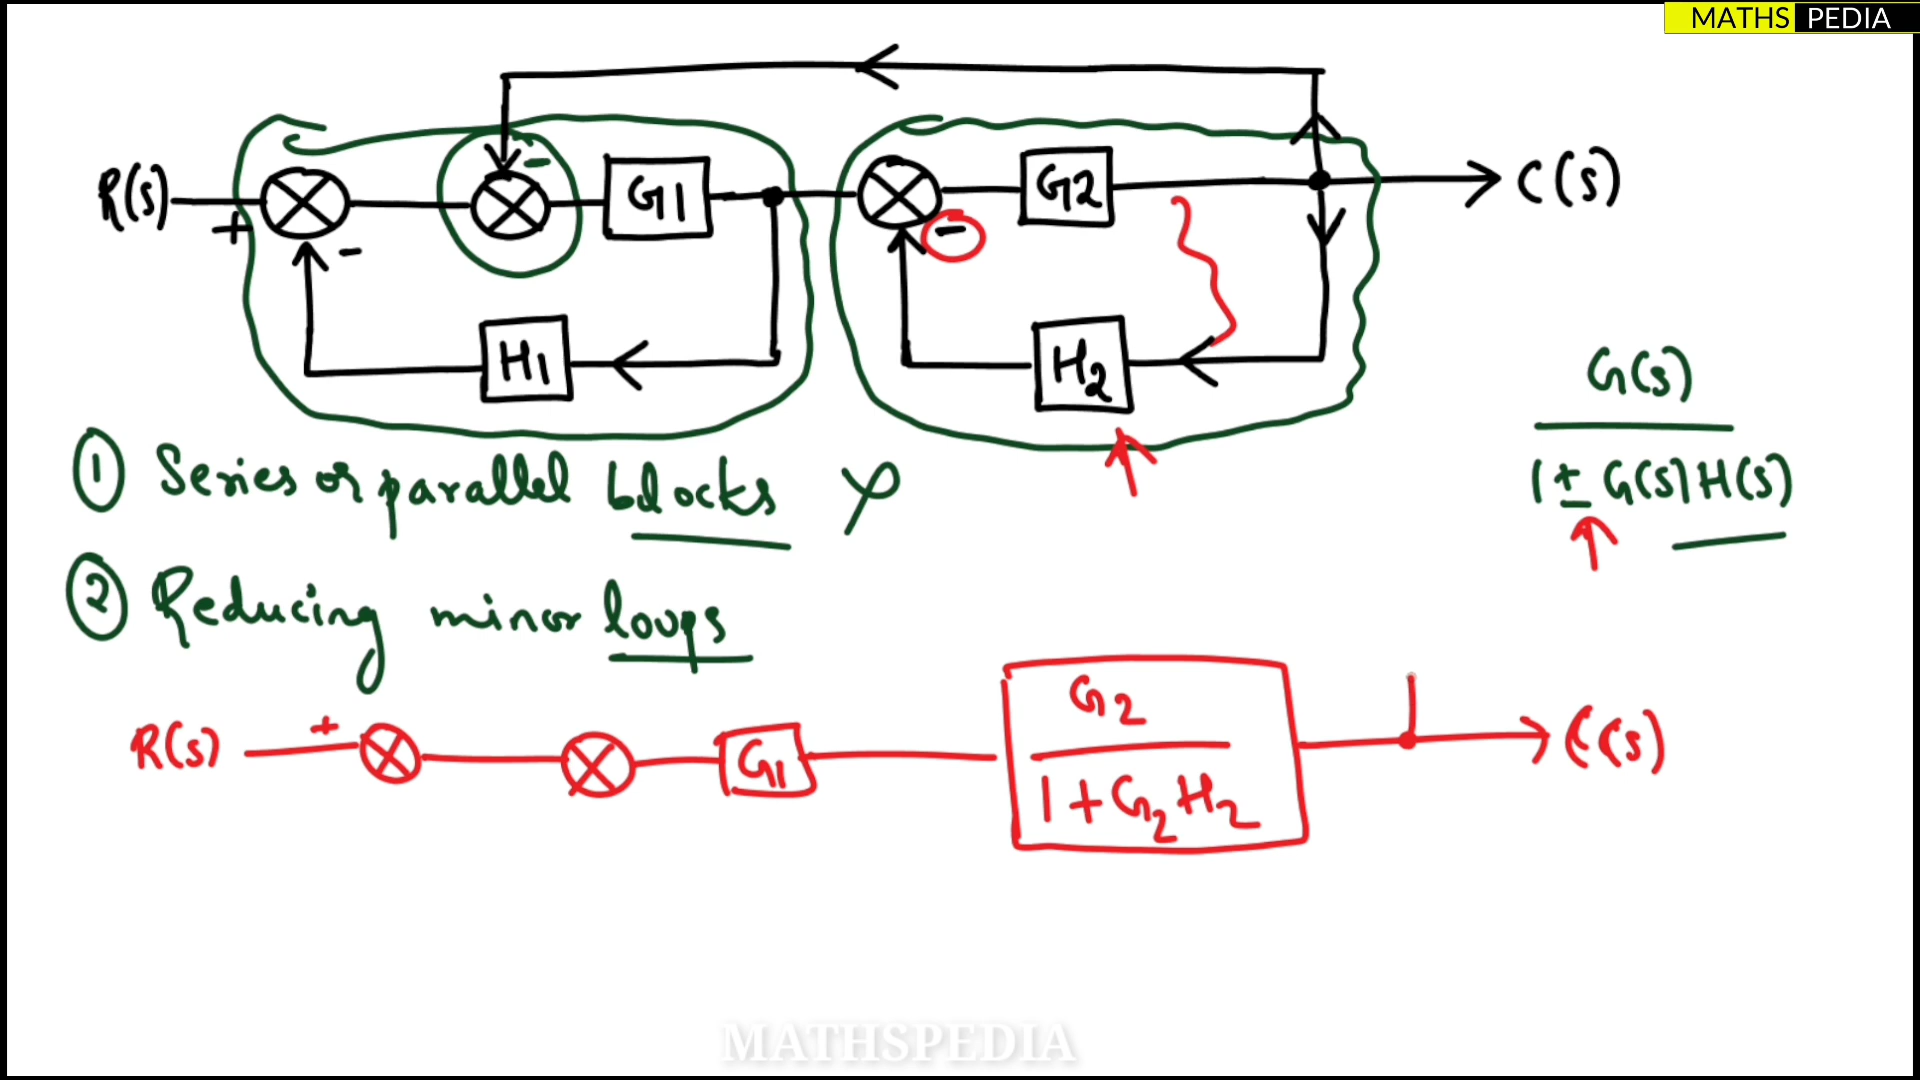 MATHS PEDIA
R(s) + - - G1 - G2 C(s)
H1 H2
G(s)
1 ± G(s)H(s)
① Series or parallel blocks
② Reducing minor loops
R(s) + G1 G2 C(s)
1+G2H2
MATHSPEDIA